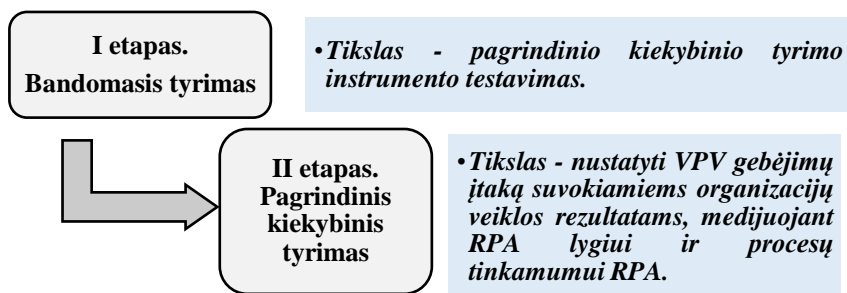 I etapas.
Bandomasis tyrimas
•Tikslas - pagrindinio kiekybinio tyrimo
instrumento testavimas.
II etapas.
Pagrindinis
kiekybinis
tyrimas
•Tikslas - nustatyti VPV gebėjimų
įtaką suvokiamiems organizacijų
veiklos rezultatams, medijuojant
RPA lygiui ir procesų
tinkamumui RPA.